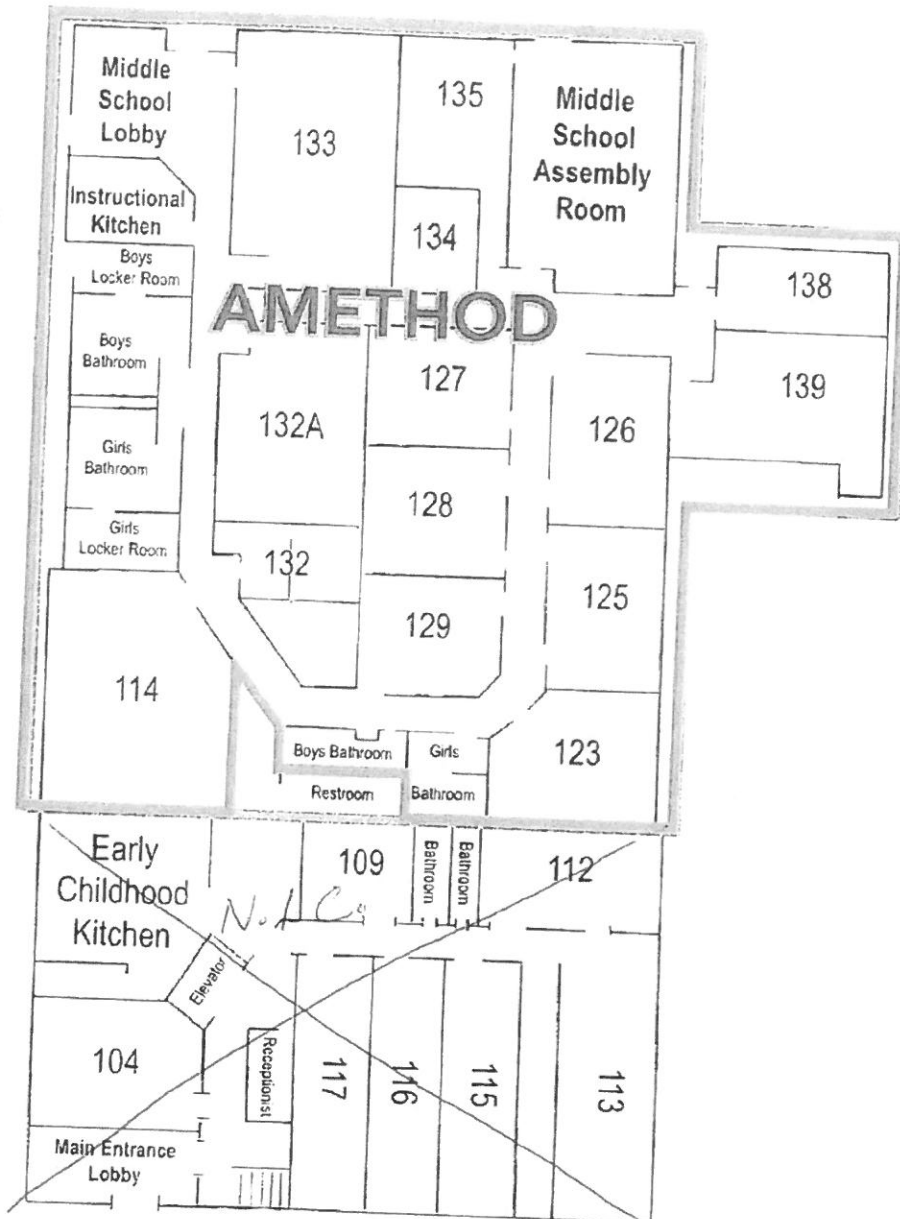 Middle
School
Lobby
133
135
Middle
School
Assembly
Room
Instructional
Kitchen
134
Boys
Locker Room
138
AMETHOD
Boys
Bathroom
127
139
132A
126
Girls
Bathroom
128
Girls
Locker Room
132
125
129
114
Boys Bathroom
Girls
Bathroom
123
Restroom
Early
Childhood
Kitchen
109
Bathroom
Bathroom
112
Elevator
104
Receptionist
117
116
115
113
Main Entrance
Lobby